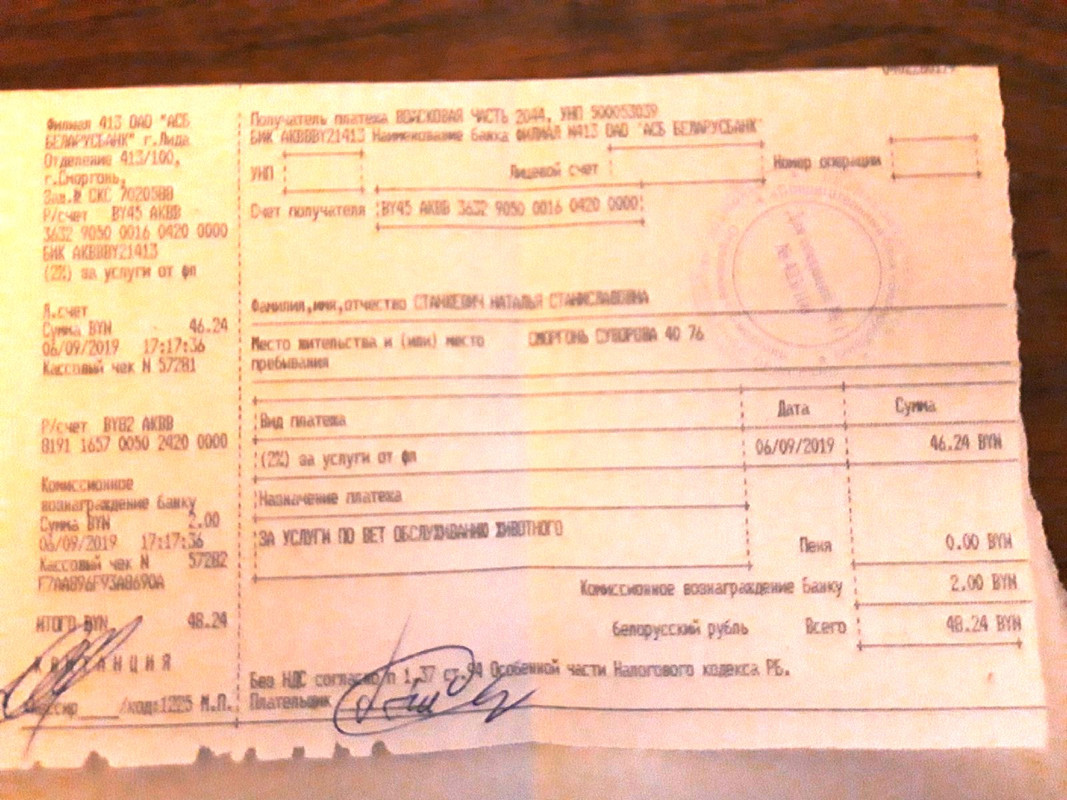 Филиал 413 ОАО "АСБ
БЕЛАРУСБАНК" г.Лида
Отделение 413/100,
г.Сморгонь,
Зав.№ СКС 70205ВВ
Р/счет BY45 AKBB
3632 9050 0016 0420 0000
БИК AKBBBY21413
(2%) за услуги от фл
Л.счет
Сумма BYN 46.24
06/09/2019 17:17:36
Кассовый чек N 57281
Р/счет BY82 AKBB
8191 1657 0050 2420 0000
Комиссионное
вознаграждение банку
Сумма BYN 2.00
06/09/2019 17:17:36
Кассовый чек N 57282
F7AA896F93A8690A
ИТОГО BYN 48.24
КВИТАНЦИЯ
Кассир____/код:1225 М.П.
Получатель платежа ВОЙСКОВАЯ ЧАСТЬ 2044, УНП 500053039
БИК AKBBBY21413 Наименование банка ФИЛИАЛ N413 ОАО "АСБ БЕЛАРУСБАНК"
УНП Лицевой счет Номер операции
Счет получателя BY45 AKBB 3632 9050 0016 0420 0000
Фамилия,имя,отчество СТАНКЕВИЧ НАТАЛЬЯ СТАНИСЛАВОВНА
Место жительства и (или) место СМОРГОНЬ СУВОРОВА 40 76
пребывания
Вид платежа Дата Сумма
(2%) за услуги от фл 06/09/2019 46.24 BYN
Назначение платежа
ЗА УСЛУГИ ПО ВЕТ ОБСЛУЖИВАНИЮ ЖИВОТНОГО
Пеня 0.00 BYN
Комиссионное вознаграждение Банку 2.00 BYN
белорусский рубль Всего 48.24 BYN
Без НДС согласно п 1.37 ст.94 Особенной части Налогового кодекса РБ.
Плательщик